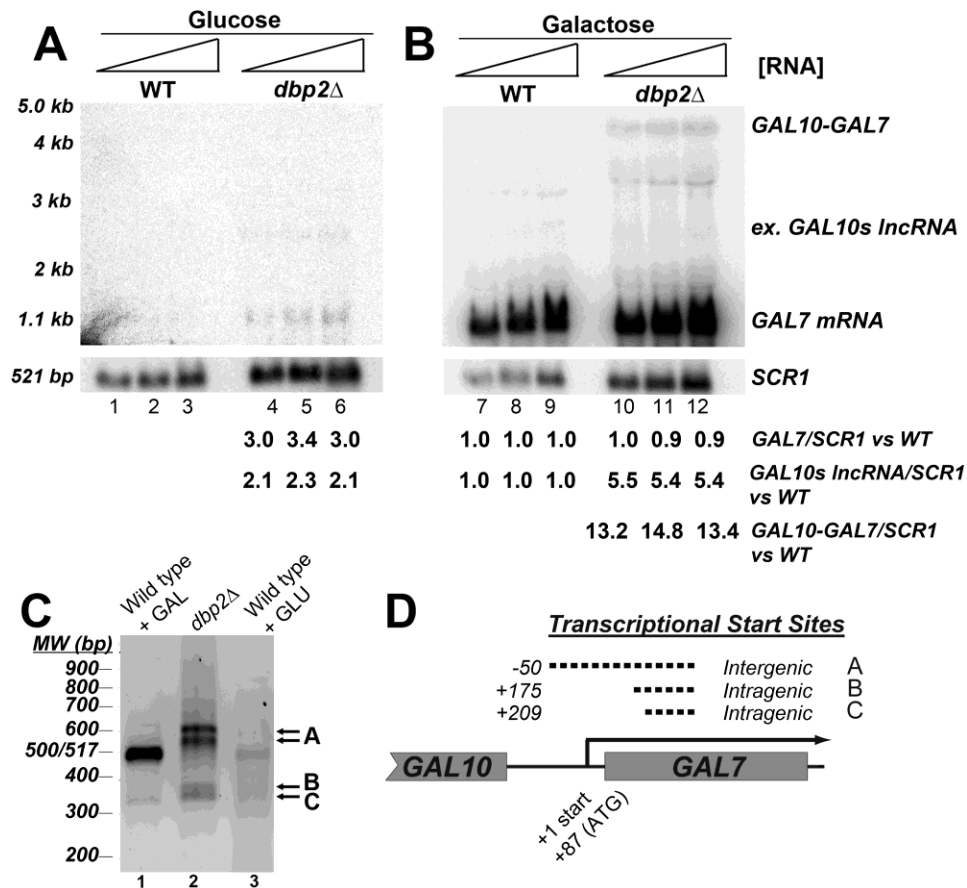 A
Glucose
WT dbp2Δ
5.0 kb
4 kb
3 kb
2 kb
1.1 kb
521 bp
1 2 3 4 5 6
3.0 3.4 3.0
2.1 2.3 2.1
B
Galactose
[RNA]
WT dbp2Δ
GAL10-GAL7
ex. GAL10s lncRNA
GAL7 mRNA
SCR1
7 8 9 10 11 12
1.0 1.0 1.0 1.0 0.9 0.9 GAL7/SCR1 vs WT
1.0 1.0 1.0 5.5 5.4 5.4 GAL10s lncRNA/SCR1
vs WT
13.2 14.8 13.4 GAL10-GAL7/SCR1
vs WT
C
Wild type
+ GAL
dbp2Δ
Wild type
+ GLU
MW (bp)
900
800
700
600
500/517
400
300
200
A
B
C
1 2 3
D
Transcriptional Start Sites
-50 Intergenic A
+175 Intragenic B
+209 Intragenic C
GAL10 GAL7
+1 start
+87 (ATG)